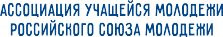 АССОЦИАЦИЯ УЧАЩЕЙСЯ МОЛОДЕЖИ
РОССИЙСКОГО СОЮЗА МОЛОДЕЖИ